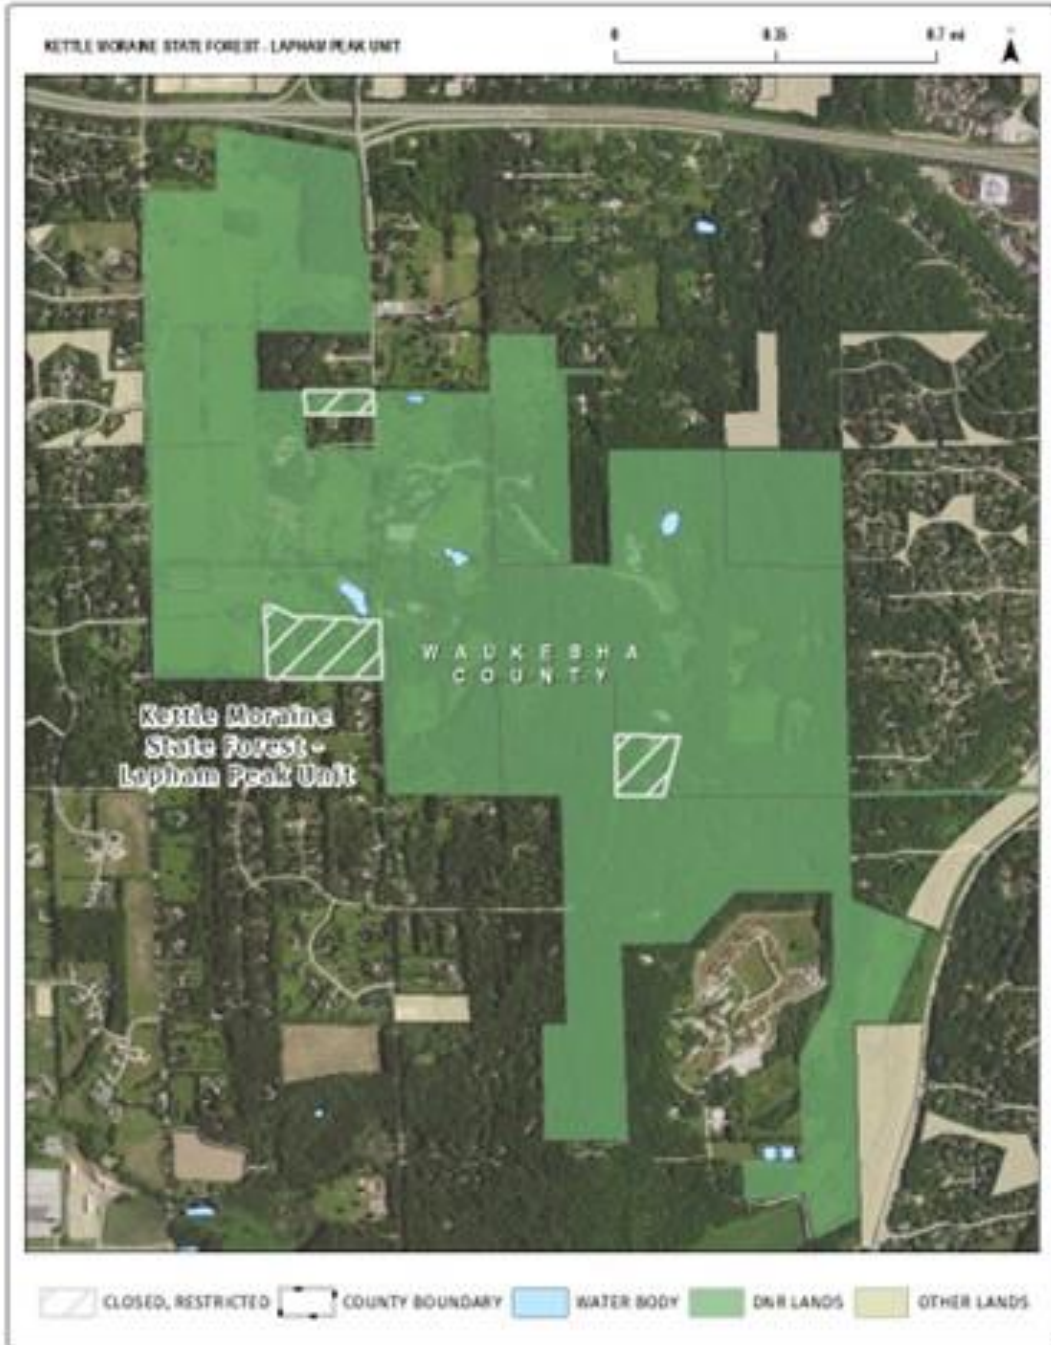 KETTLE MORAINE STATE FOREST - LAPHAM PEAK UNIT
0 0.35 0.7 mi
WAUKESHA
COUNTY
Kettle Moraine
State Forest -
Lapham Peak Unit
CLOSED, RESTRICTED COUNTY BOUNDARY WATER BODY DNR LANDS OTHER LANDS